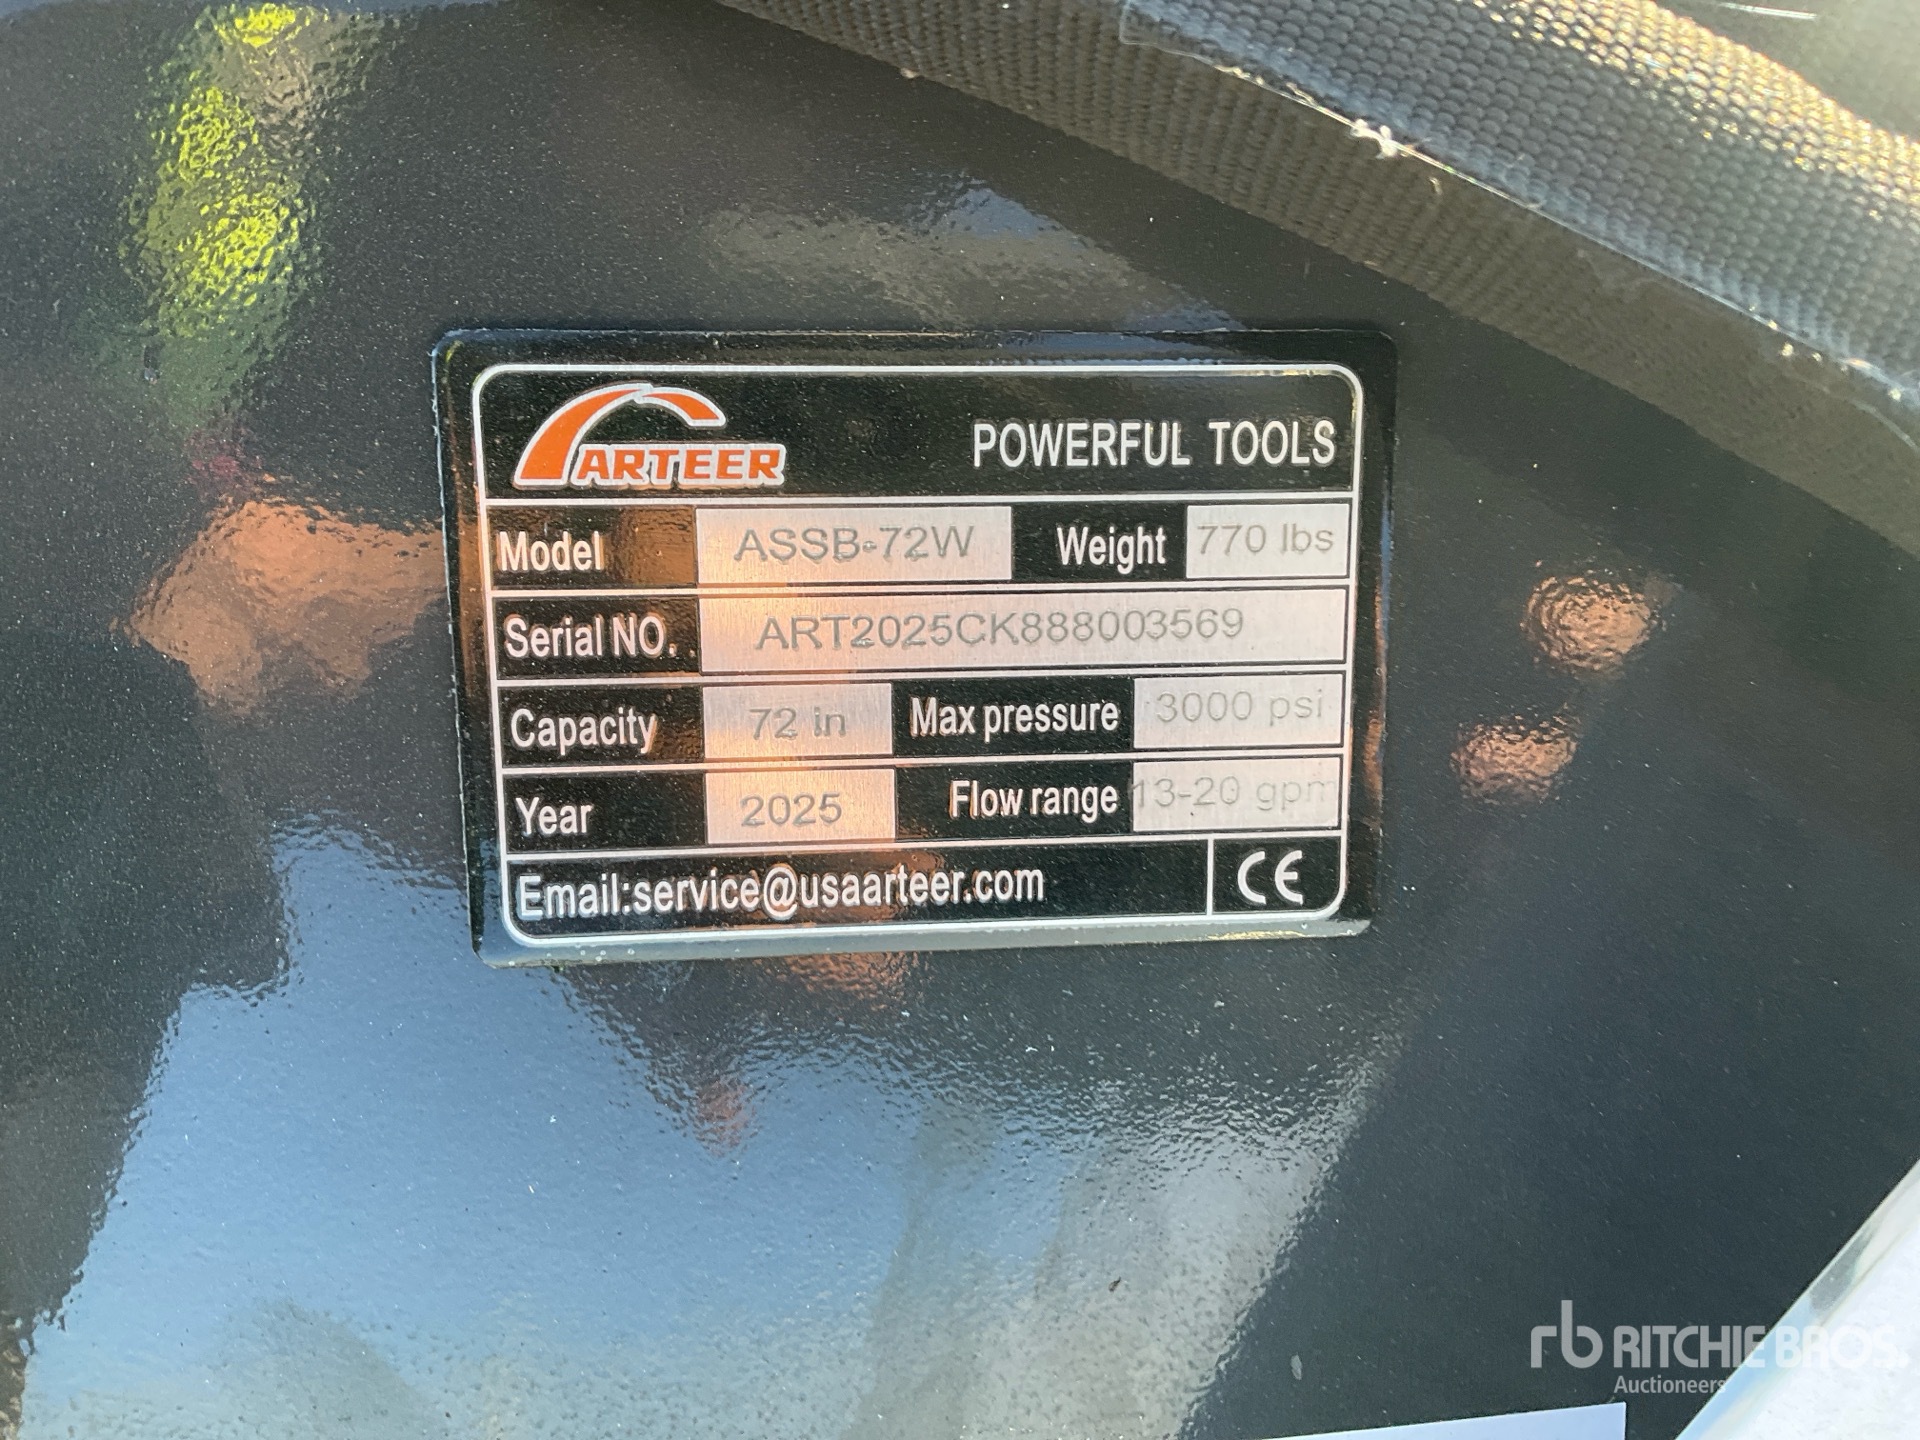 ARTEER POWERFUL TOOLS
Model ASSB-72W Weight 770 lbs
Serial NO. ART2025CK888003569
Capacity 72 in Max pressure 3000 psi
Year 2025 Flow range 13-20 gpm
Email:service@usaarteer.com CE
rb RITCHIE BROS.
Auctioneers